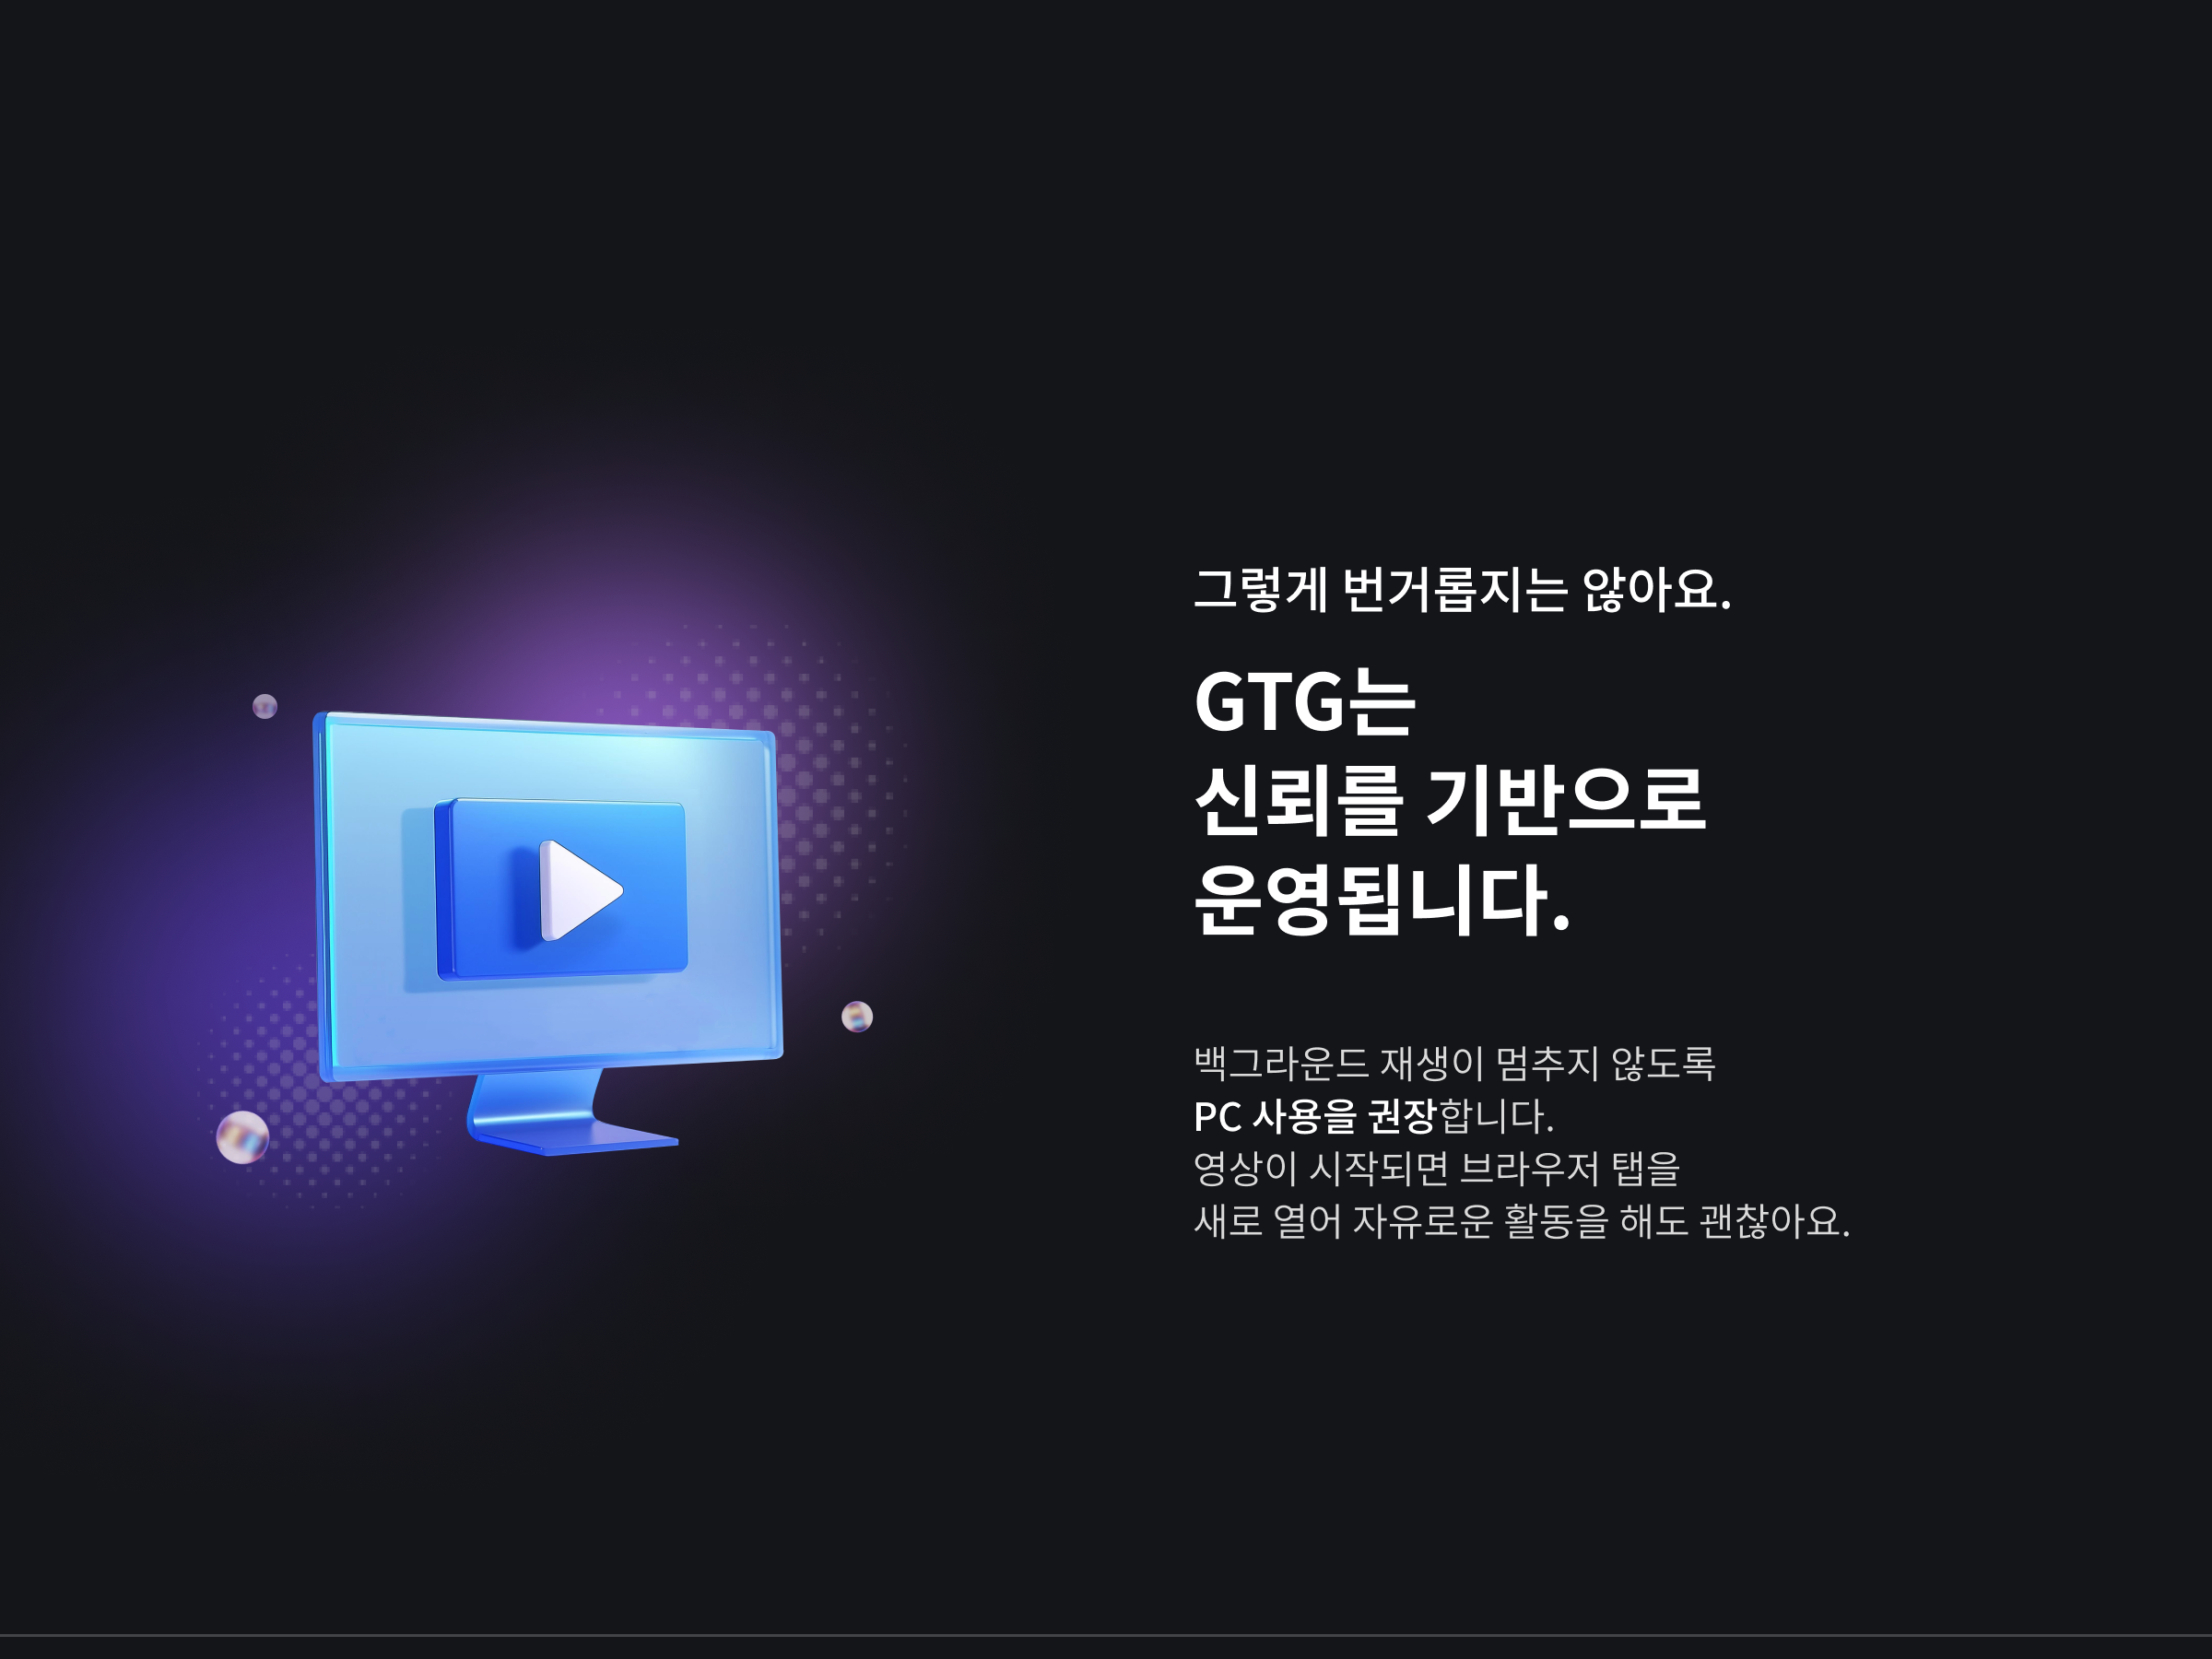 그렇게 번거롭지는 않아요.
GTG는
신뢰를 기반으로
운영됩니다.
백그라운드 재생이 멈추지 않도록
PC 사용을 권장합니다.
영상이 시작되면 브라우저 탭을
새로 열어 자유로운 활동을 해도 괜찮아요.